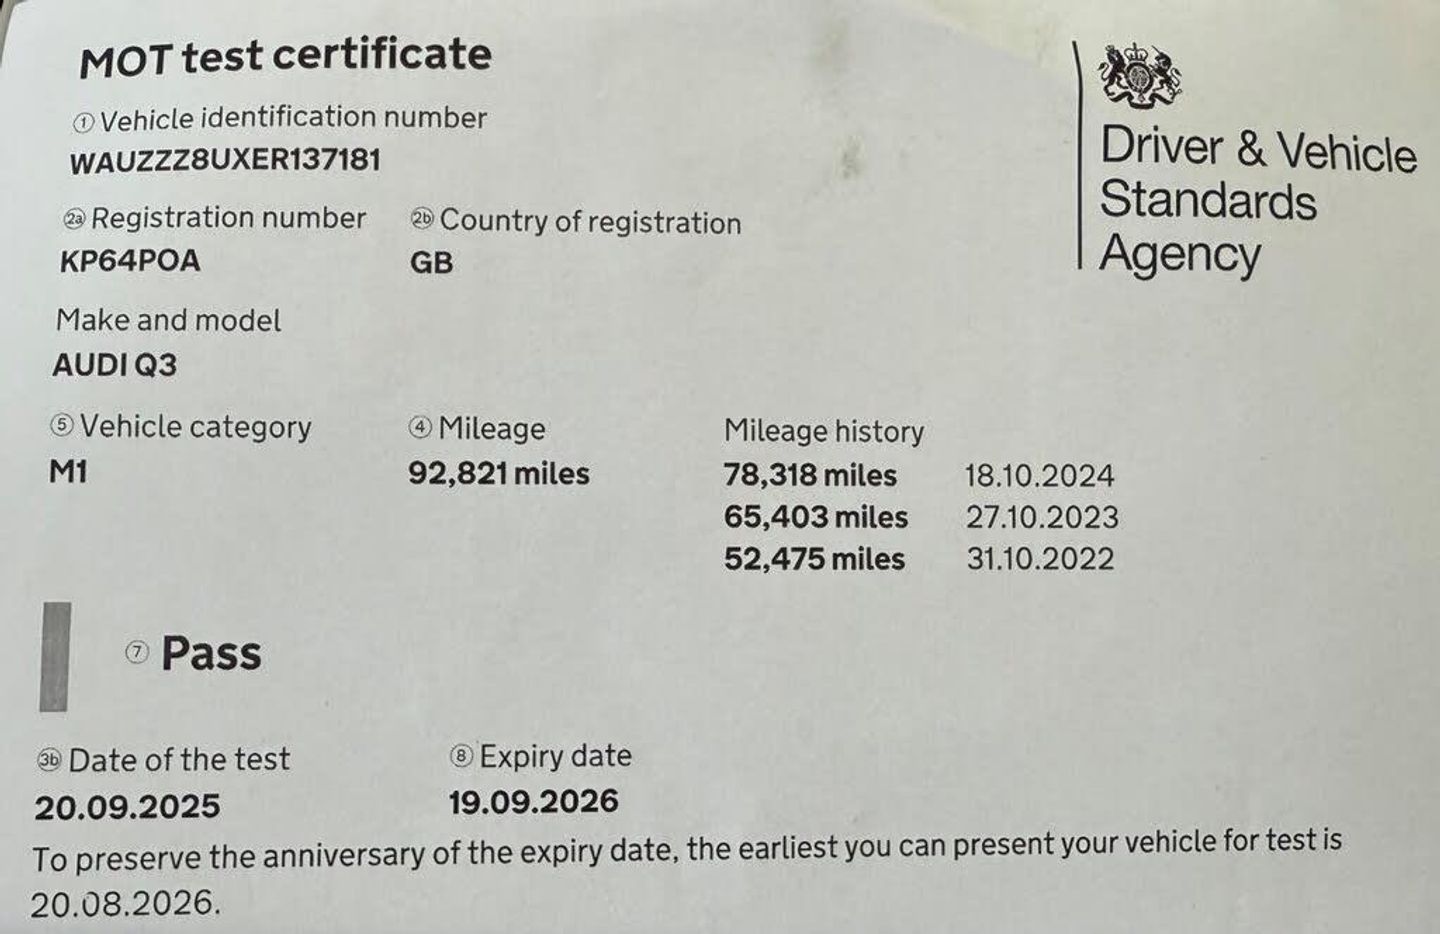 MOT test certificate
① Vehicle identification number
WAUZZZ8UXER137181
2a Registration number 2b Country of registration
KP64POA GB
Make and model
AUDI Q3
⑤ Vehicle category ④ Mileage Mileage history
M1 92,821 miles 78,318 miles 18.10.2024
65,403 miles 27.10.2023
52,475 miles 31.10.2022
⑦ Pass
3b Date of the test ⑧ Expiry date
20.09.2025 19.09.2026
To preserve the anniversary of the expiry date, the earliest you can present your vehicle for test is
20.08.2026.
Driver & Vehicle
Standards
Agency